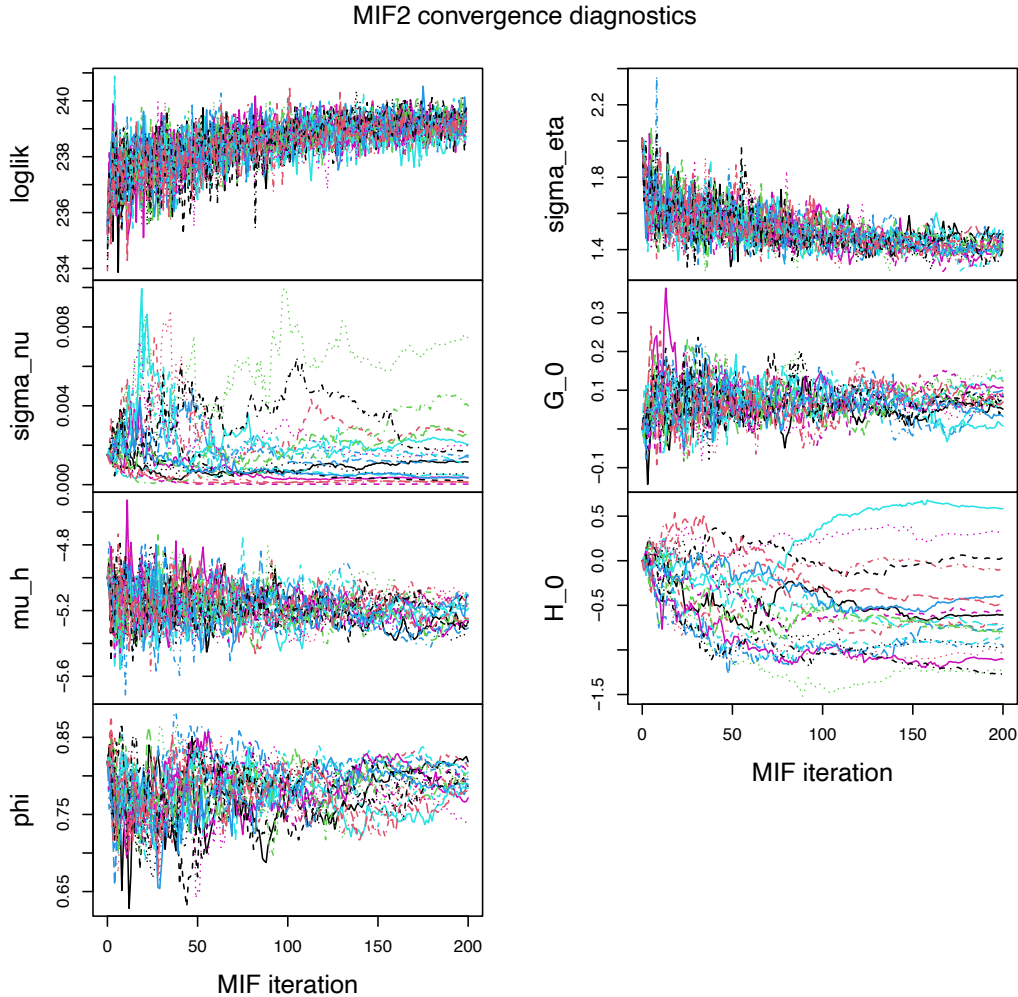 MIF2 convergence diagnostics
loglik
234 236 238 240
sigma_nu
0.000 0.004 0.008
mu_h
−5.6 −5.2 −4.8
phi
0.65 0.75 0.85
0 50 100 150 200
MIF iteration
sigma_eta
1.4 1.8 2.2
G_0
−0.1 0.1 0.2 0.3
H_0
−1.5 −0.5 0.0 0.5
0 50 100 150 200
MIF iteration